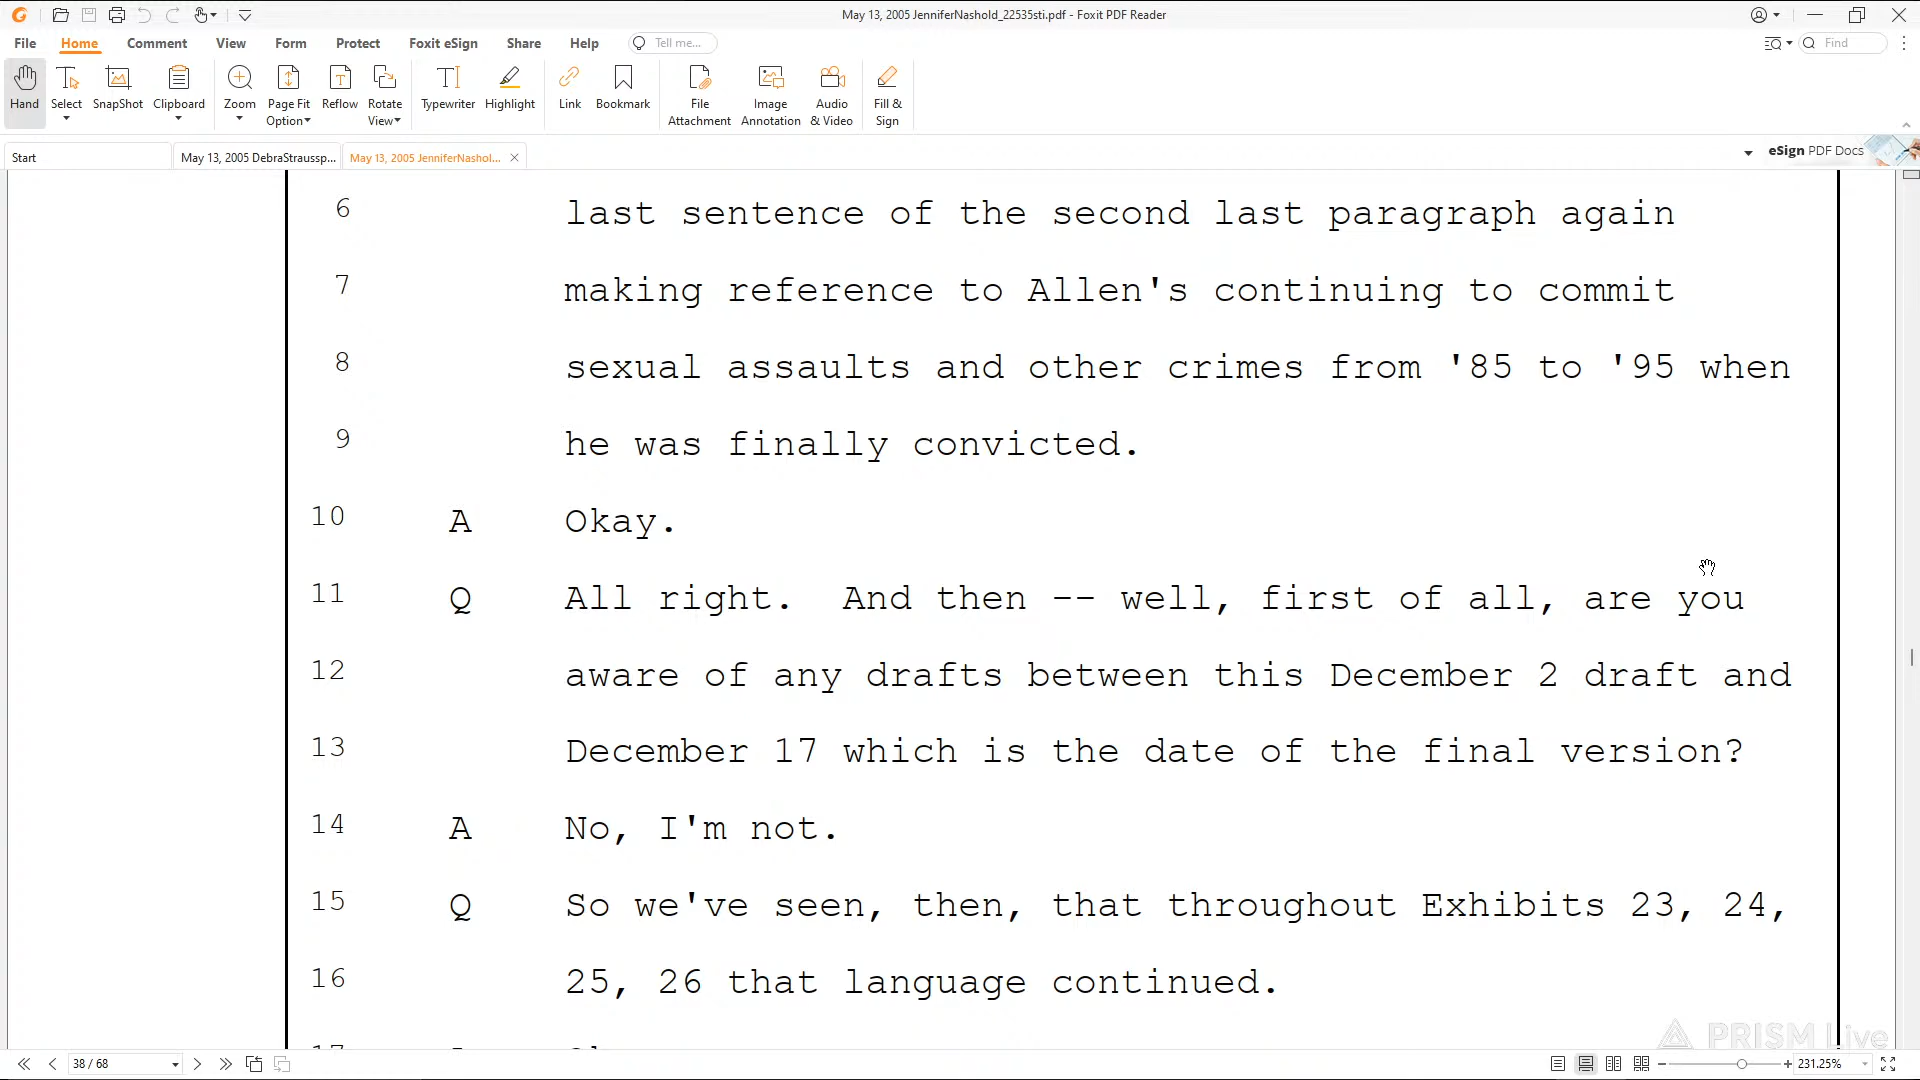 May 13, 2005 JenniferNashold_22535sti.pdf - Foxit PDF Reader
File Home Comment View Form Protect Foxit eSign Share Help Tell me... Find
Hand Select SnapShot Clipboard Zoom Page Fit Option Reflow Rotate View Typewriter Highlight Link Bookmark File Attachment Image Annotation Audio & Video Fill & Sign
Start May 13, 2005 DebraStraussp... May 13, 2005 JenniferNashol... eSign PDF Docs
6 last sentence of the second last paragraph again
7 making reference to Allen's continuing to commit
8 sexual assaults and other crimes from '85 to '95 when
9 he was finally convicted.
10 A Okay.
11 Q All right. And then -- well, first of all, are you
12 aware of any drafts between this December 2 draft and
13 December 17 which is the date of the final version?
14 A No, I'm not.
15 Q So we've seen, then, that throughout Exhibits 23, 24,
16 25, 26 that language continued.
PRISM Live
38 / 68 231.25%